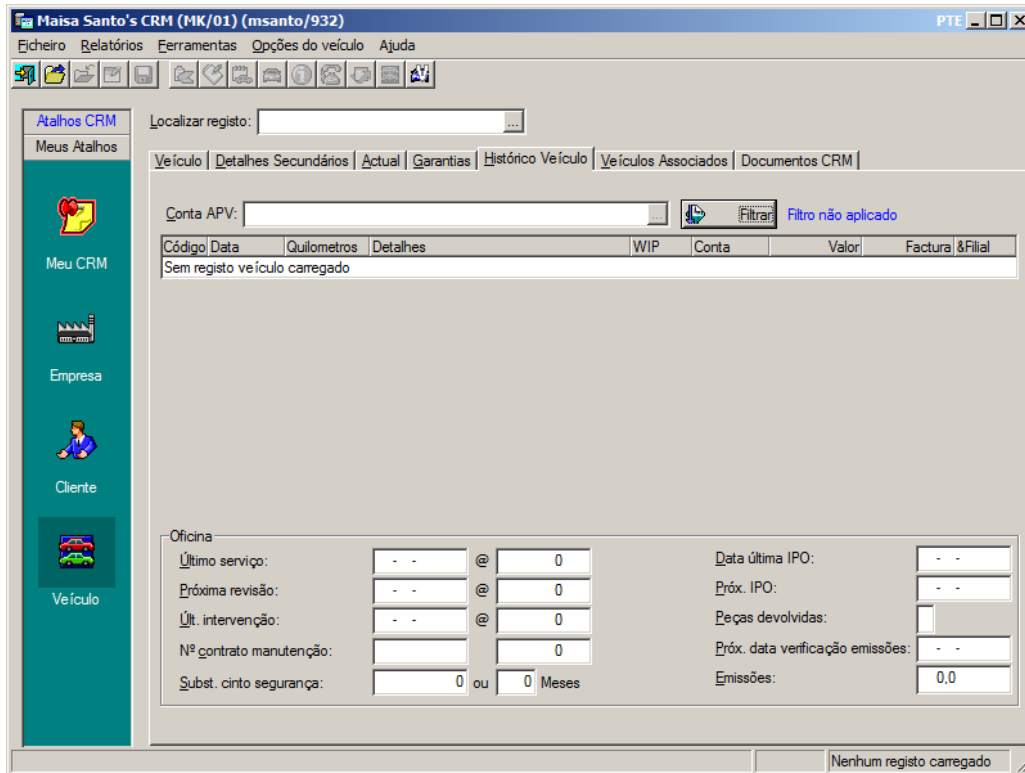 Maisa Santo's CRM (MK/01) (msanto/932) PTE
Ficheiro Relatórios Ferramentas Opções do veículo Ajuda
Atalhos CRM
Meus Atalhos
Meu CRM
Empresa
Cliente
Veículo
Localizar registo: ...
Veículo Detalhes Secundários Actual Garantias Histórico Veículo Veículos Associados Documentos CRM
Conta APV: ... Filtrar Filtro não aplicado
Código Data Quilometros Detalhes WIP Conta Valor Factura &Filial
Sem registo veículo carregado
Oficina
Último serviço: - - @ 0 Data última IPO: - -
Próxima revisão: - - @ 0 Próx. IPO: - -
Últ. intervenção: - - @ 0 Peças devolvidas:
Nº contrato manutenção: 0 Próx. data verificação emissões: - -
Subst. cinto segurança: 0 ou 0 Meses Emissões: 0,0
Nenhum registo carregado